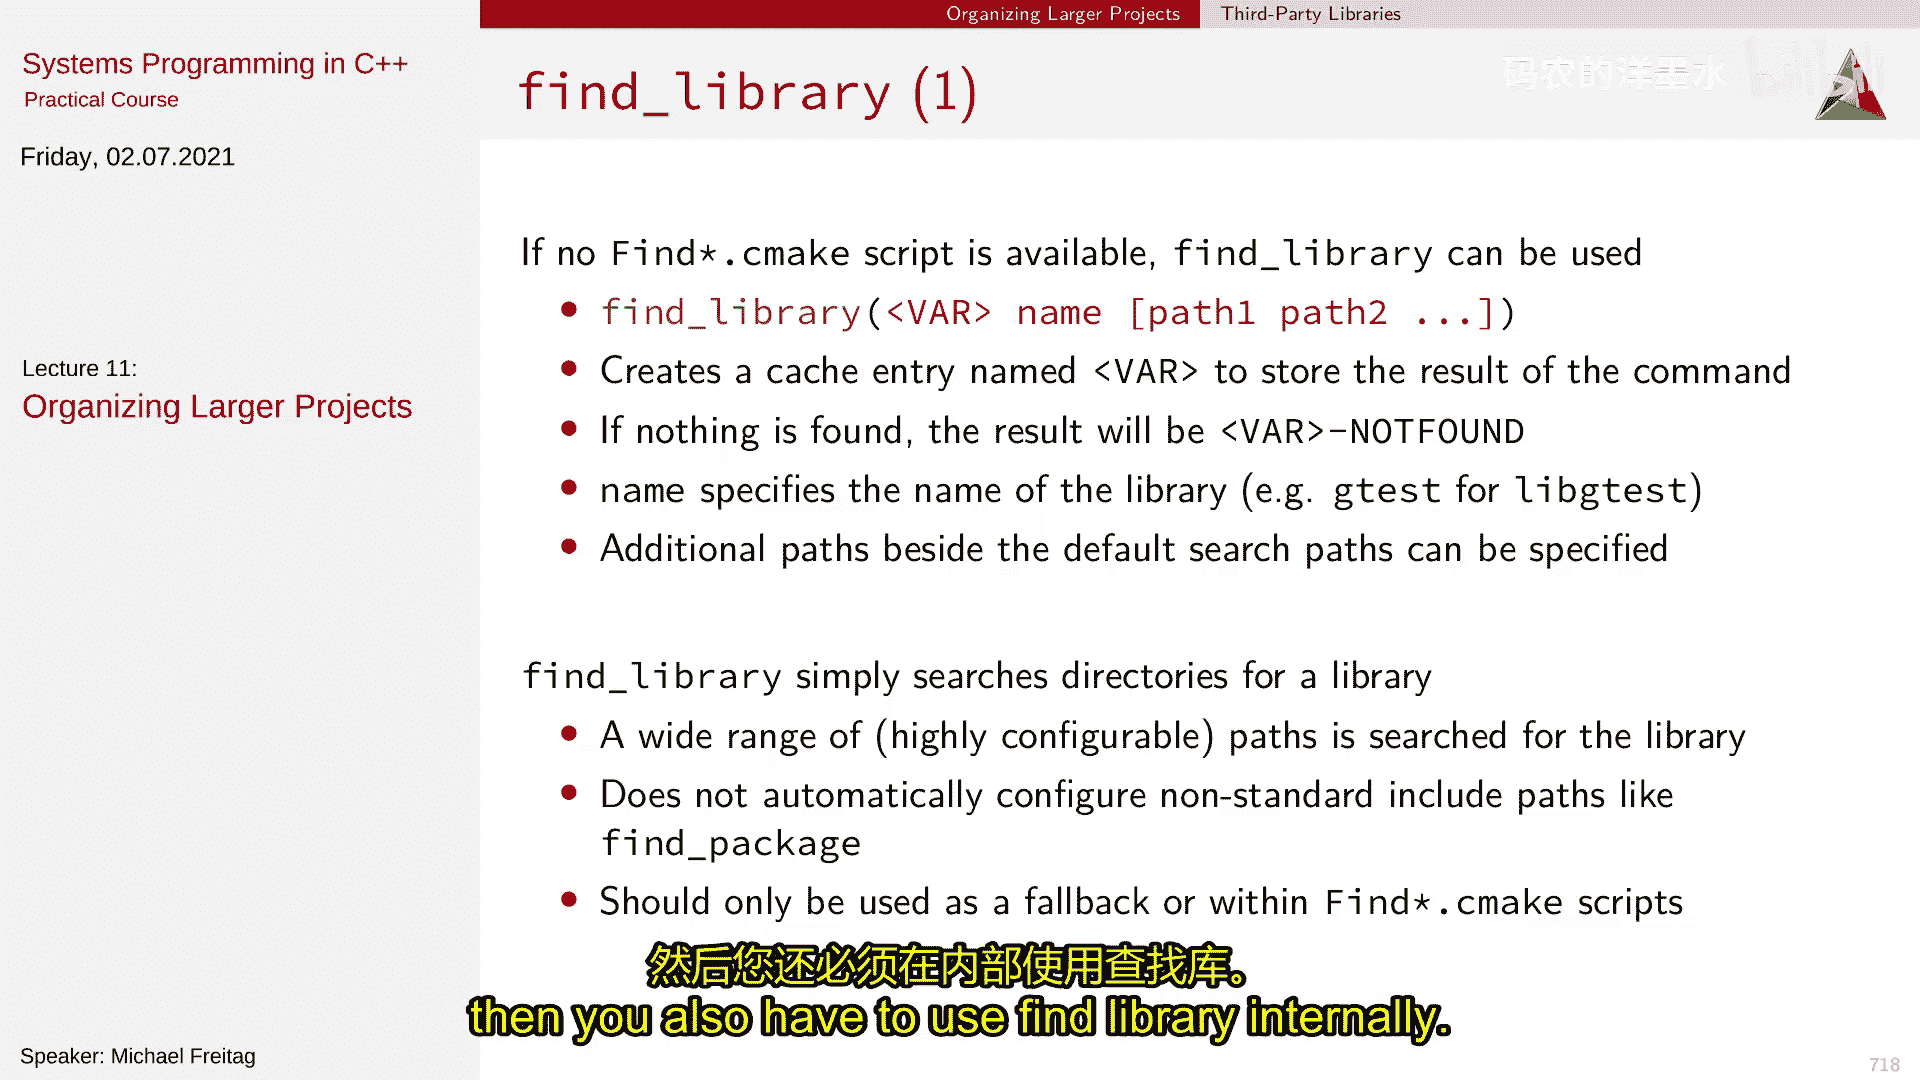 Organizing Larger Projects
Third-Party Libraries
Systems Programming in C++
Practical Course
Friday, 02.07.2021
Lecture 11:
Organizing Larger Projects
Speaker: Michael Freitag
find_library (1)
码农的洋墨水
bilibili
If no Find*.cmake script is available, find_library can be used
• find_library(<VAR> name [path1 path2 ...])
• Creates a cache entry named <VAR> to store the result of the command
• If nothing is found, the result will be <VAR>-NOTFOUND
• name specifies the name of the library (e.g. gtest for libgtest)
• Additional paths beside the default search paths can be specified
find_library simply searches directories for a library
• A wide range of (highly configurable) paths is searched for the library
• Does not automatically configure non-standard include paths like
find_package
• Should only be used as a fallback or within Find*.cmake scripts
然后您还必须在内部使用查找库。
then you also have to use find library internally.
718